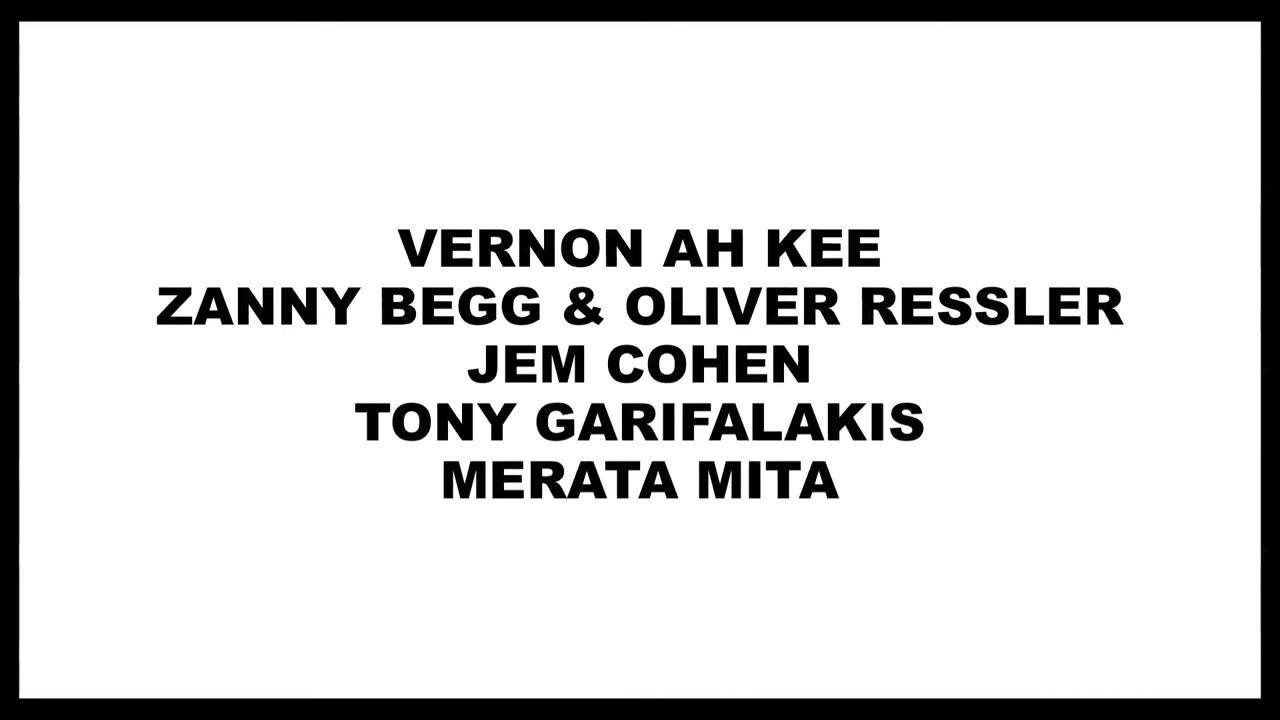 VERNON AH KEE
ZANNY BEGG & OLIVER RESSLER
JEM COHEN
TONY GARIFALAKIS
MERATA MITA